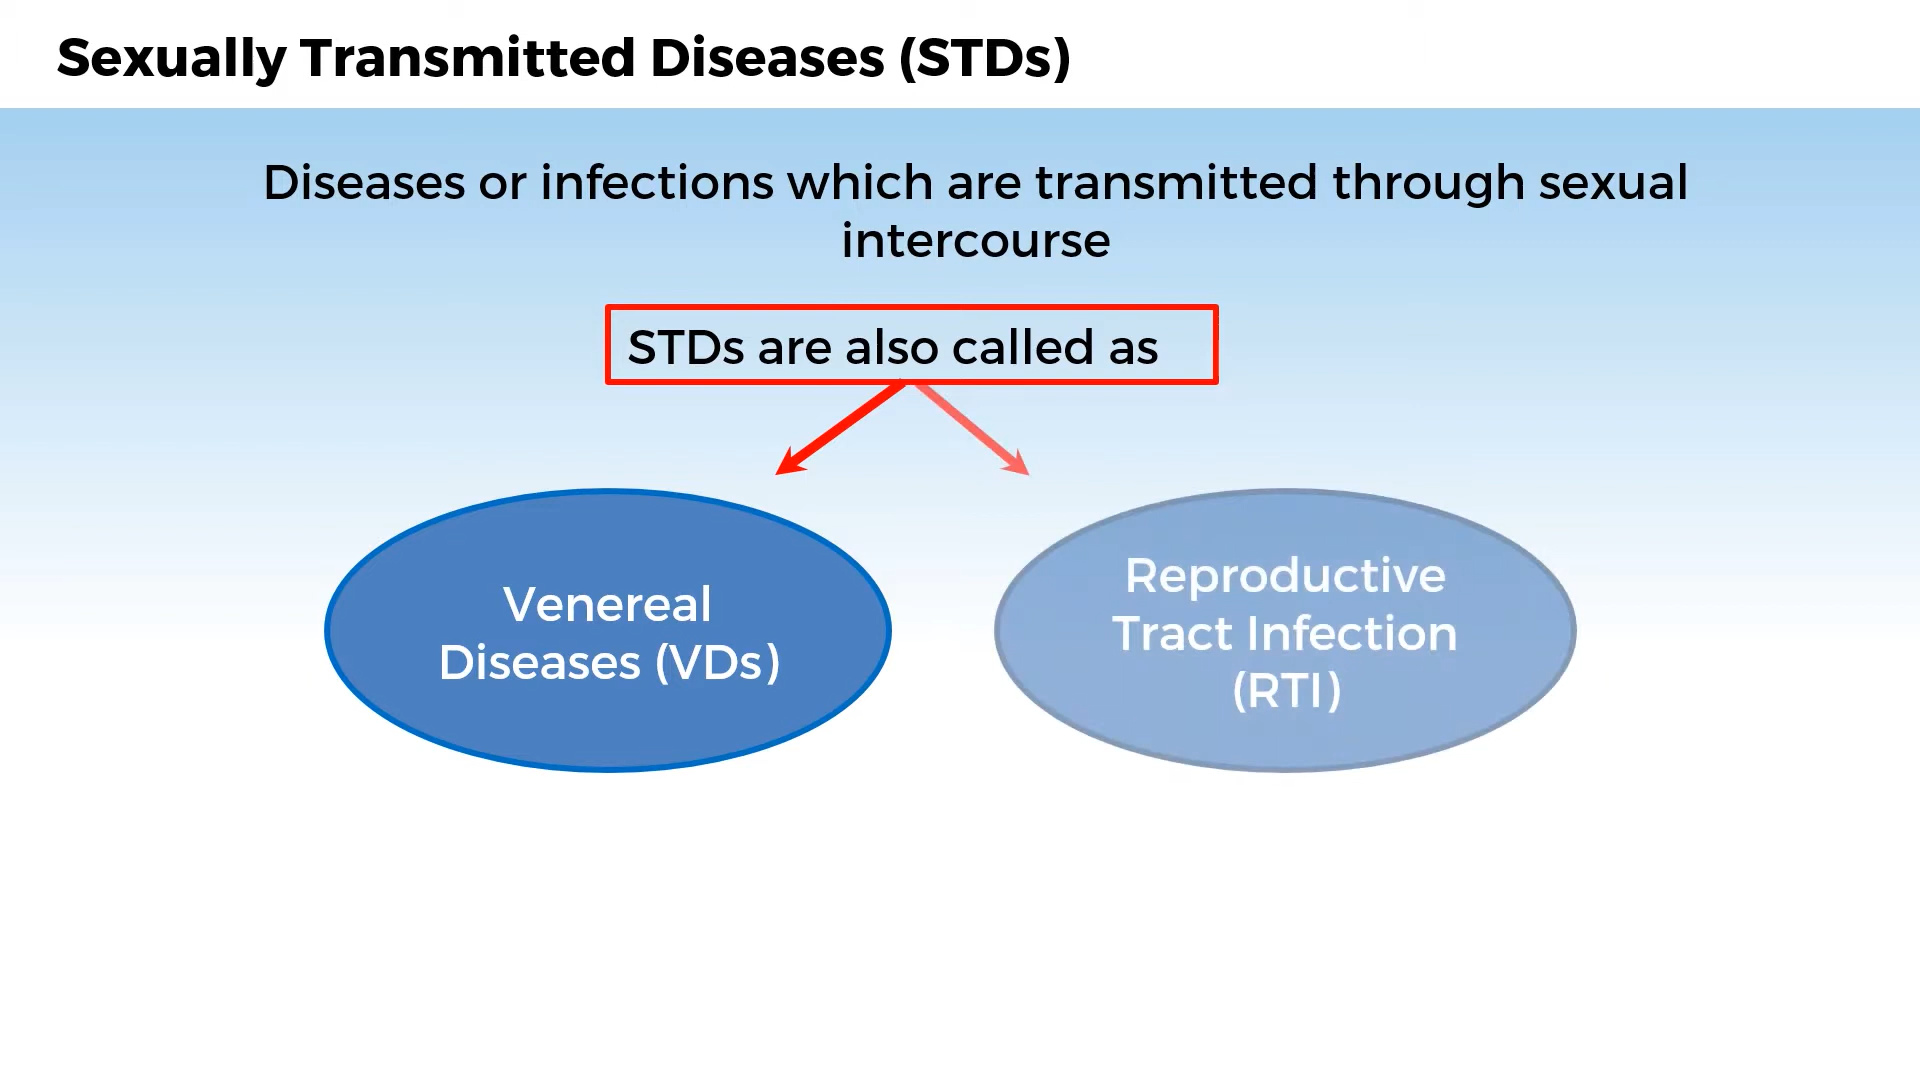 Sexually Transmitted Diseases (STDs)
Diseases or infections which are transmitted through sexual
intercourse
STDs are also called as
Venereal
Diseases (VDs)
Reproductive
Tract Infection
(RTI)